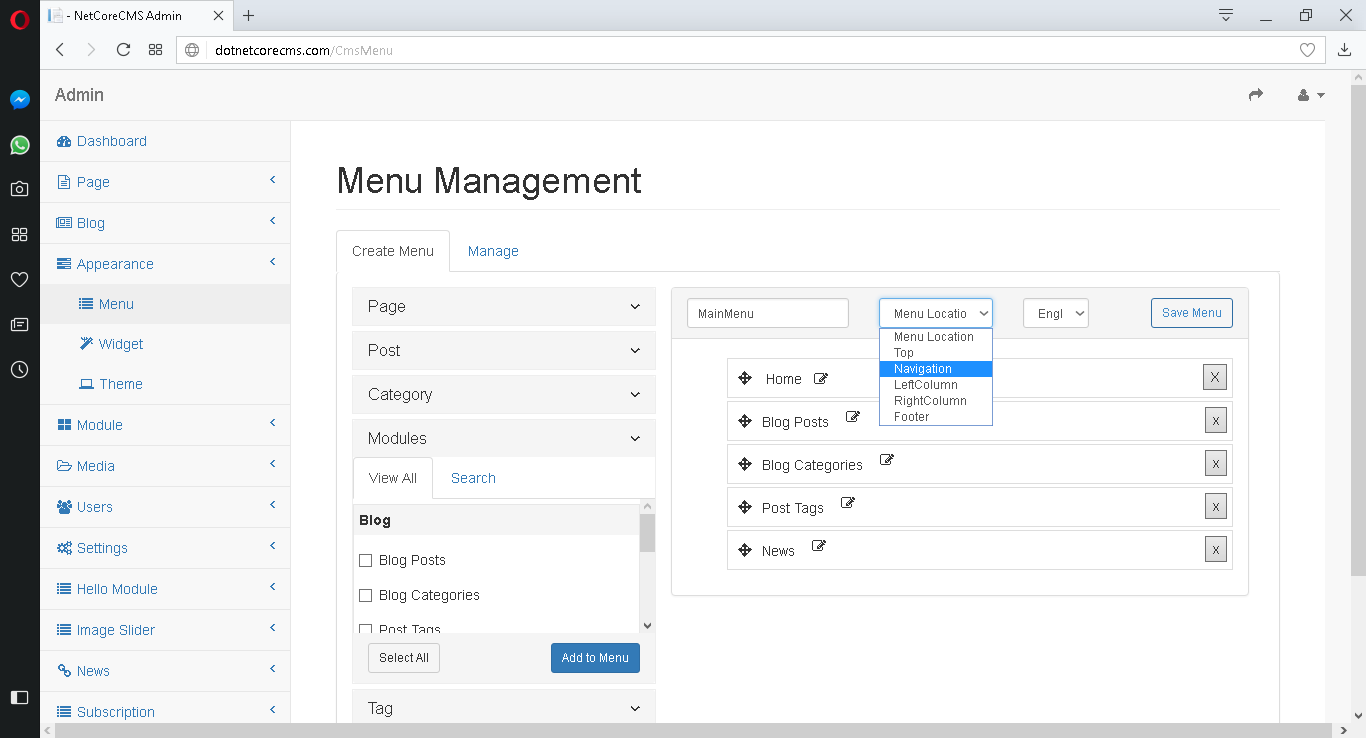 - NetCoreCMS Admin
dotnetcorecms.com/CmsMenu
Admin
Dashboard
Page
Blog
Appearance
Menu
Widget
Theme
Module
Media
Users
Settings
Hello Module
Image Slider
News
Subscription
Menu Management
Create Menu
Manage
Page
Post
Category
Modules
View All
Search
Blog
Blog Posts
Blog Categories
Post Tags
Select All
Add to Menu
Tag
MainMenu
Menu Locatio
Engl
Save Menu
Menu Location
Top
Navigation
LeftColumn
RightColumn
Footer
Home
X
Blog Posts
X
Blog Categories
X
Post Tags
X
News
X